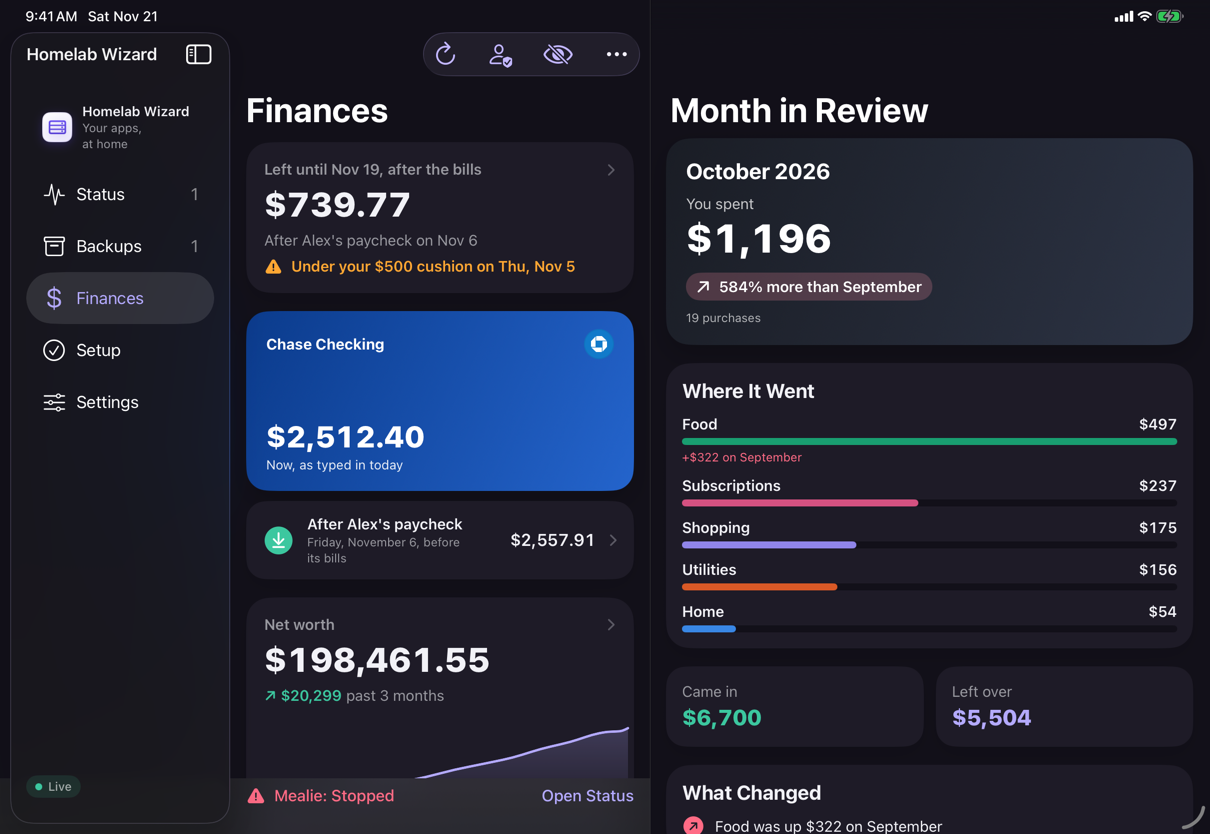 9:41 AM Sat Nov 21
Homelab Wizard
Homelab Wizard
Your apps,
at home
Status 1
Backups 1
Finances
Setup
Settings
Live
Finances
Left until Nov 19, after the bills
$739.77
After Alex's paycheck on Nov 6
Under your $500 cushion on Thu, Nov 5
Chase Checking
$2,512.40
Now, as typed in today
After Alex's paycheck
Friday, November 6, before
its bills
$2,557.91
Net worth
$198,461.55
$20,299 past 3 months
Mealie: Stopped Open Status
Month in Review
October 2026
You spent
$1,196
584% more than September
19 purchases
Where It Went
Food $497
+$322 on September
Subscriptions $237
Shopping $175
Utilities $156
Home $54
Came in
$6,700
Left over
$5,504
What Changed
Food was up $322 on September